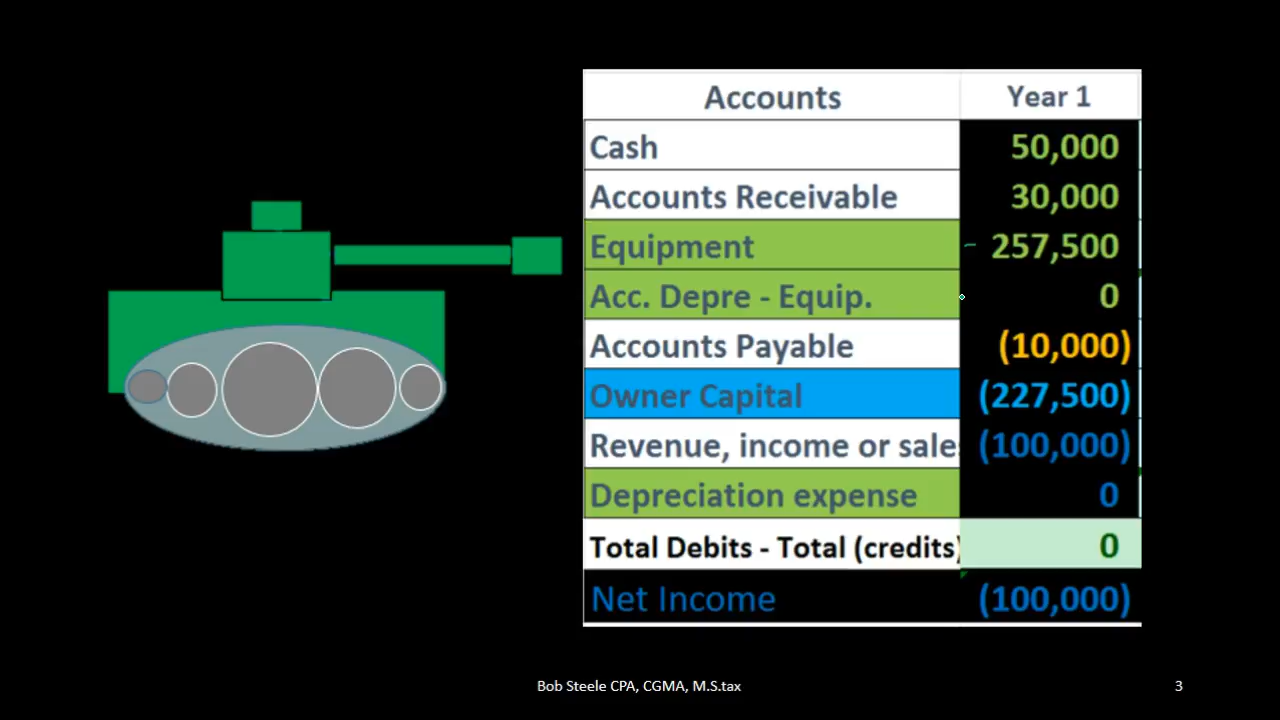 Accounts Year 1
Cash 50,000
Accounts Receivable 30,000
Equipment 257,500
Acc. Depre - Equip. 0
Accounts Payable (10,000)
Owner Capital (227,500)
Revenue, income or sale (100,000)
Depreciation expense 0
Total Debits - Total (credits) 0
Net Income (100,000)
Bob Steele CPA, CGMA, M.S.tax 3